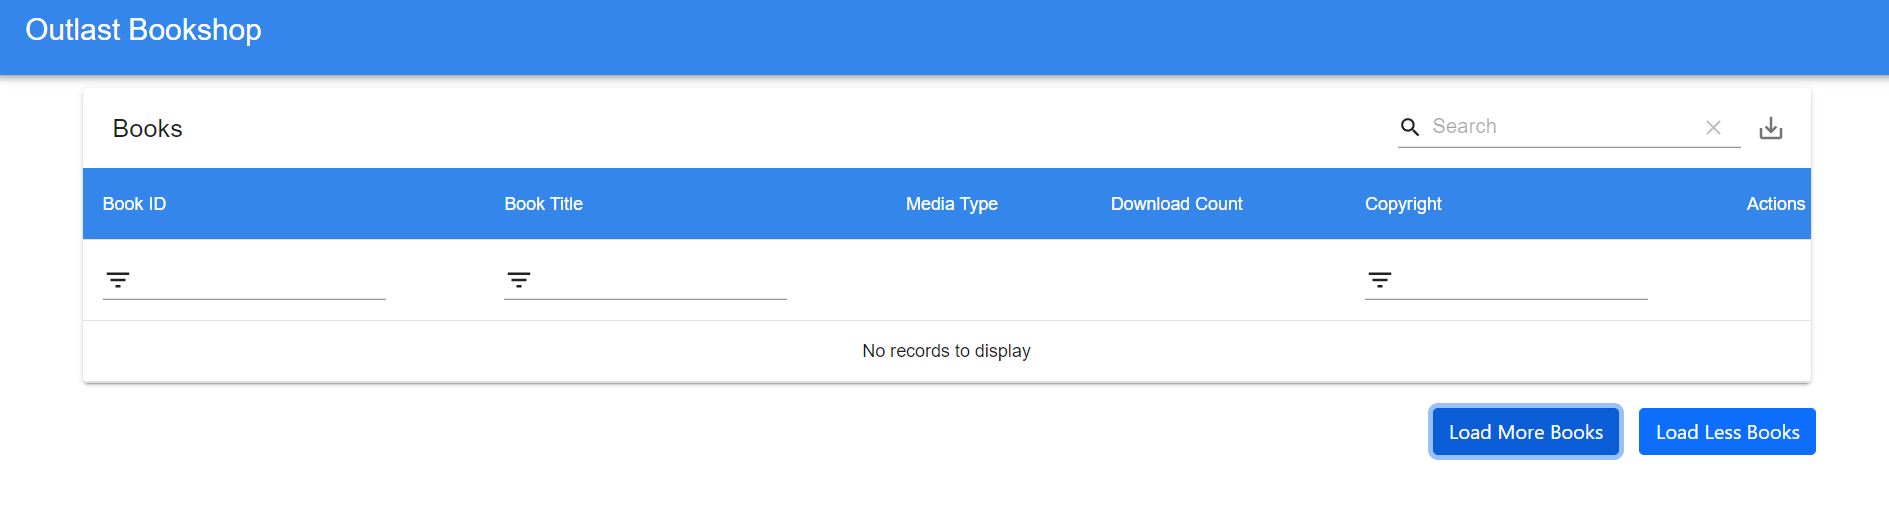 Outlast Bookshop
Books
Search
Book ID Book Title Media Type Download Count Copyright Actions
No records to display
Load More Books Load Less Books